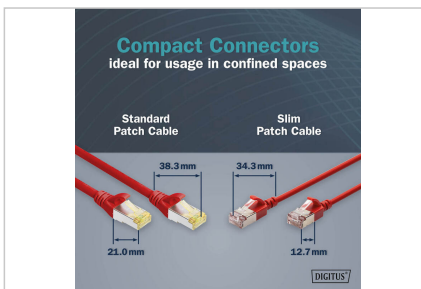 Compact Connectors
ideal for usage in confined spaces
Standard
Patch Cable
Slim
Patch Cable
38.3 mm
34.3 mm
21.0 mm
12.7 mm
DIGITUS®